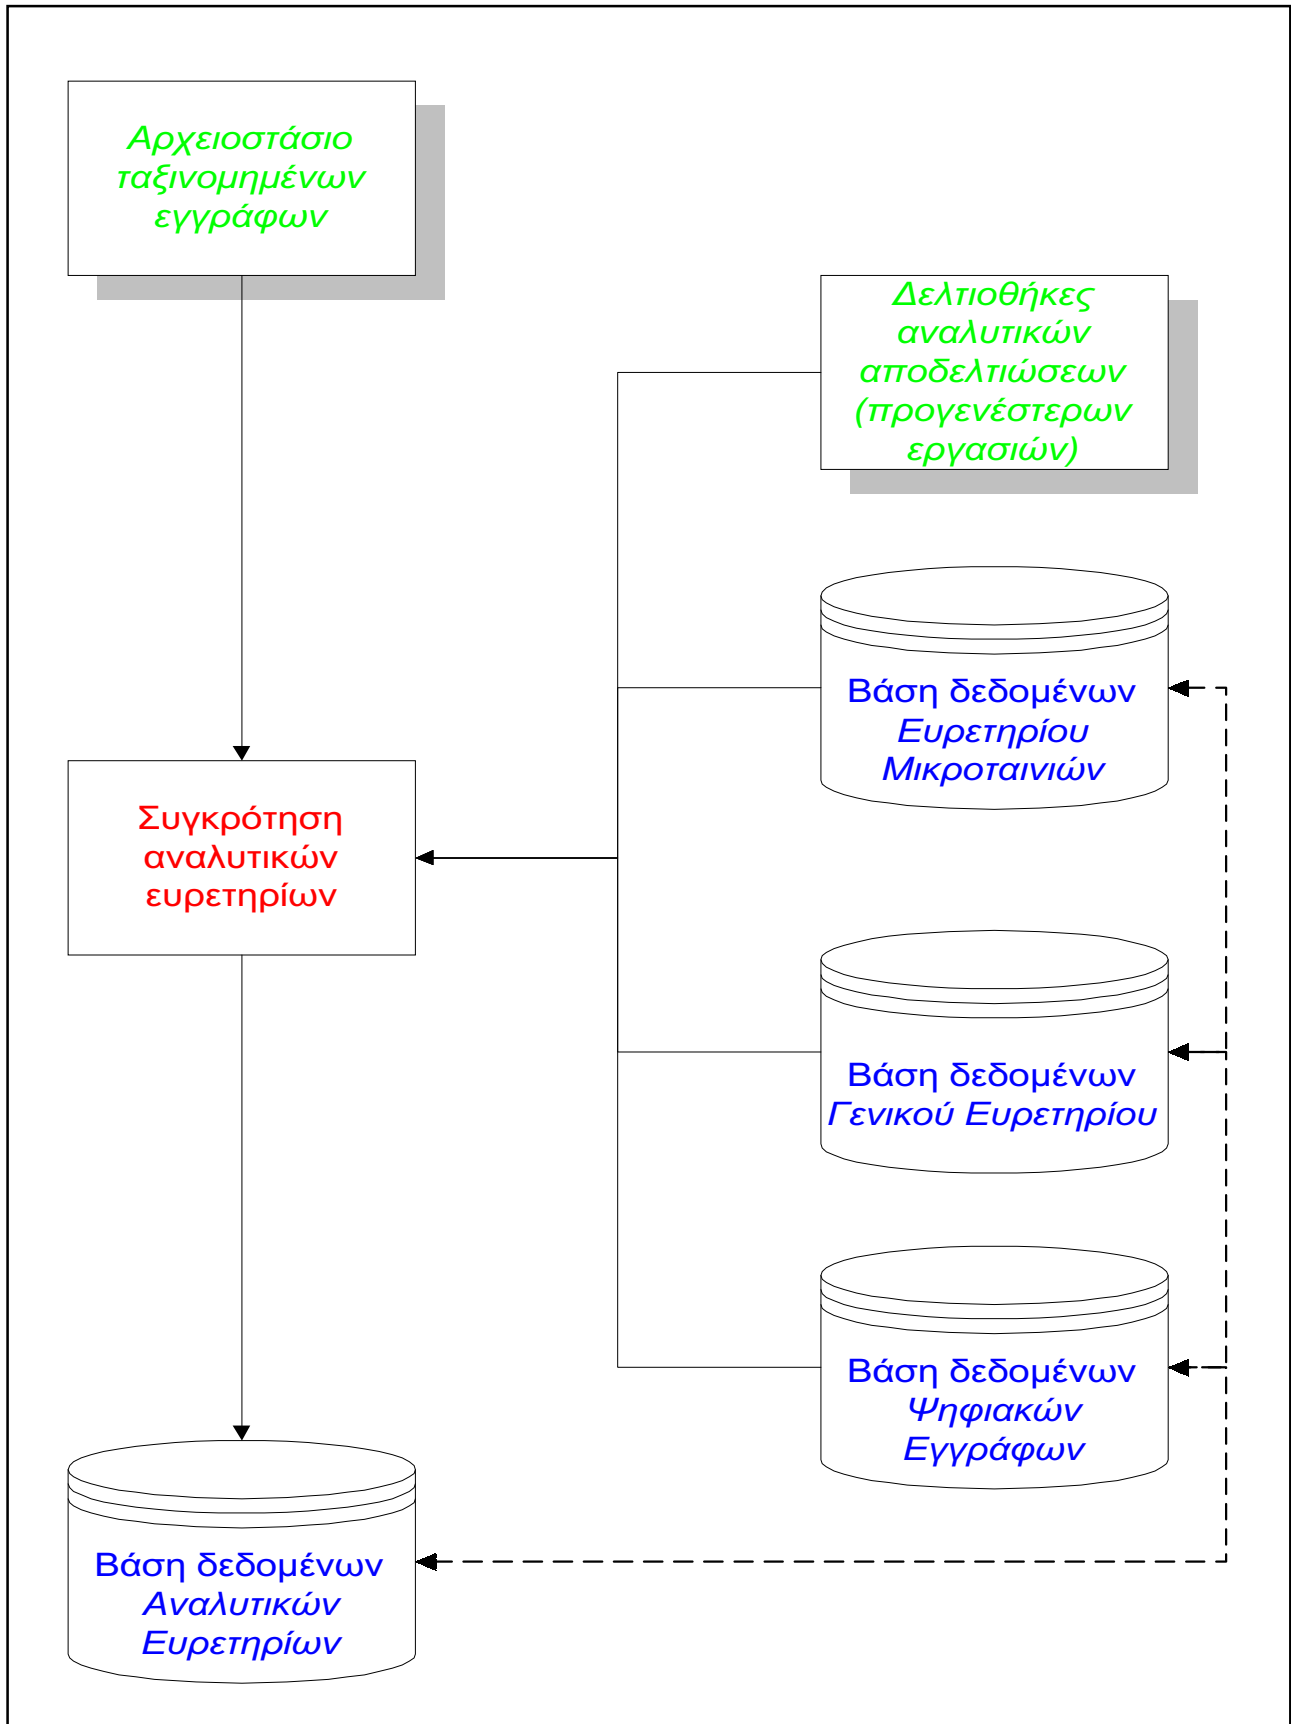 Αρχειοστάσιο
ταξινομημένων
εγγράφων
Δελτιοθήκες
αναλυτικών
αποδελτιώσεων
(προγενέστερων
εργασιών)
Βάση δεδομένων
Ευρετηρίου
Μικροταινιών
Συγκρότηση
αναλυτικών
ευρετηρίων
Βάση δεδομένων
Γενικού Ευρετηρίου
Βάση δεδομένων
Ψηφιακών
Εγγράφων
Βάση δεδομένων
Αναλυτικών
Ευρετηρίων